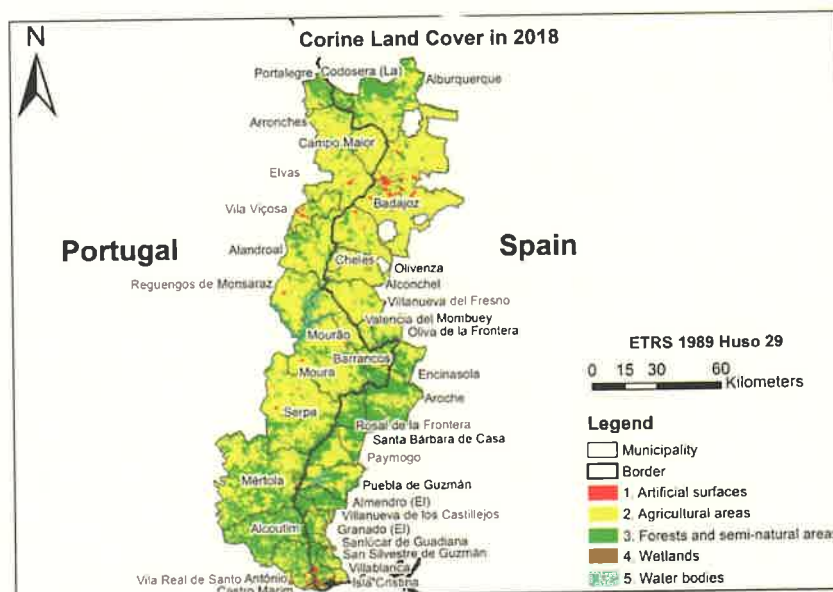 N
Corine Land Cover in 2018
Portalegre
Codosera (La)
Alburquerque
Arronches
Campo Maior
Elvas
Badajoz
Vila Viçosa
Portugal
Spain
Alandroal
Cheles
Olivenza
Reguengos de Monsaraz
Alconchel
Villanueva del Fresno
Valencia del Mombuey
Mourão
Oliva de la Frontera
ETRS 1989 Huso 29
Barrancos
Moura
Encinasola
0 15 30 60
Kilometers
Aroche
Serpa
Rosal de la Frontera
Legend
Santa Bárbara de Casa
Municipality
Paymogo
Border
Mértola
Puebla de Guzmán
1. Artificial surfaces
Almendro (El)
2. Agricultural areas
Villanueva de los Castillejos
Alcoutim
Granado (El)
3. Forests and semi-natural areas
Sanlúcar de Guadiana
San Silvestre de Guzmán
4. Wetlands
Villablanca
Vila Real de Santo António
5. Water bodies
Isla Cristina
Castro Marim